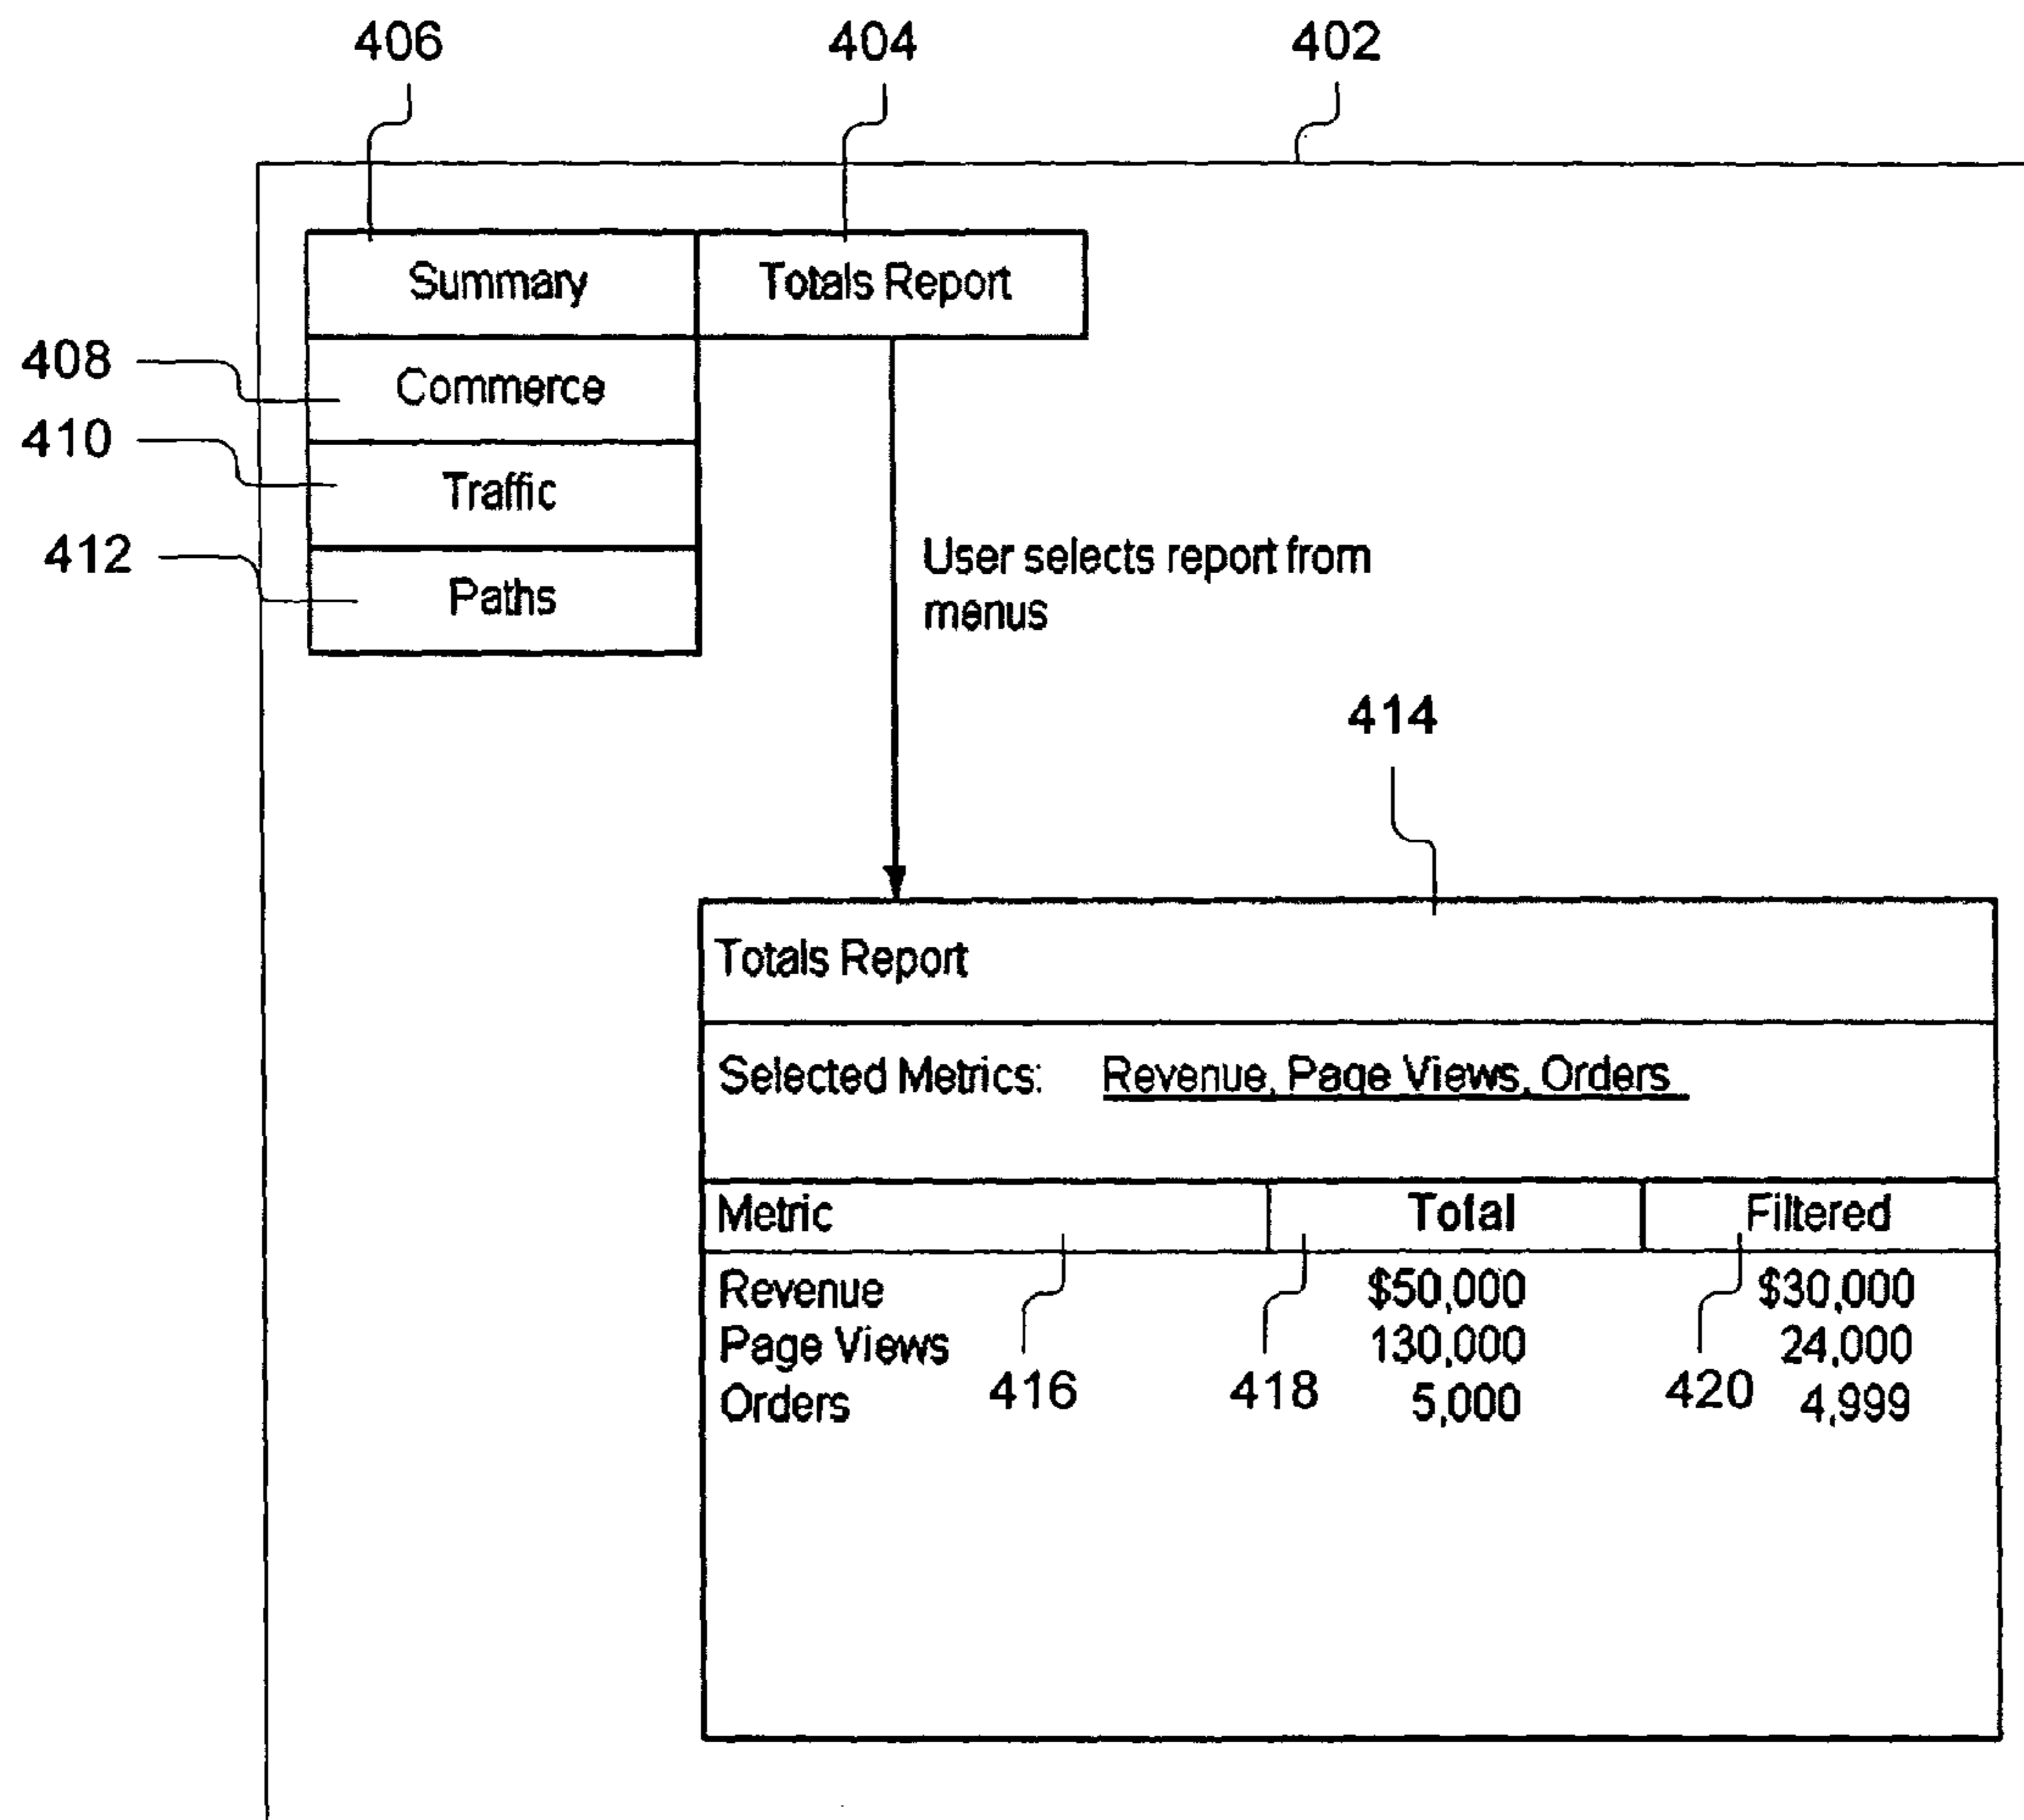 406 404 402
Summary Totals Report
408 Commerce
410 Traffic
412 Paths
User selects report from
menus
414
Totals Report
Selected Metrics: Revenue, Page Views, Orders
Metric Total Filtered
Revenue $50,000 $30,000
Page Views 130,000 24,000
Orders 416 418 5,000 420 4,999